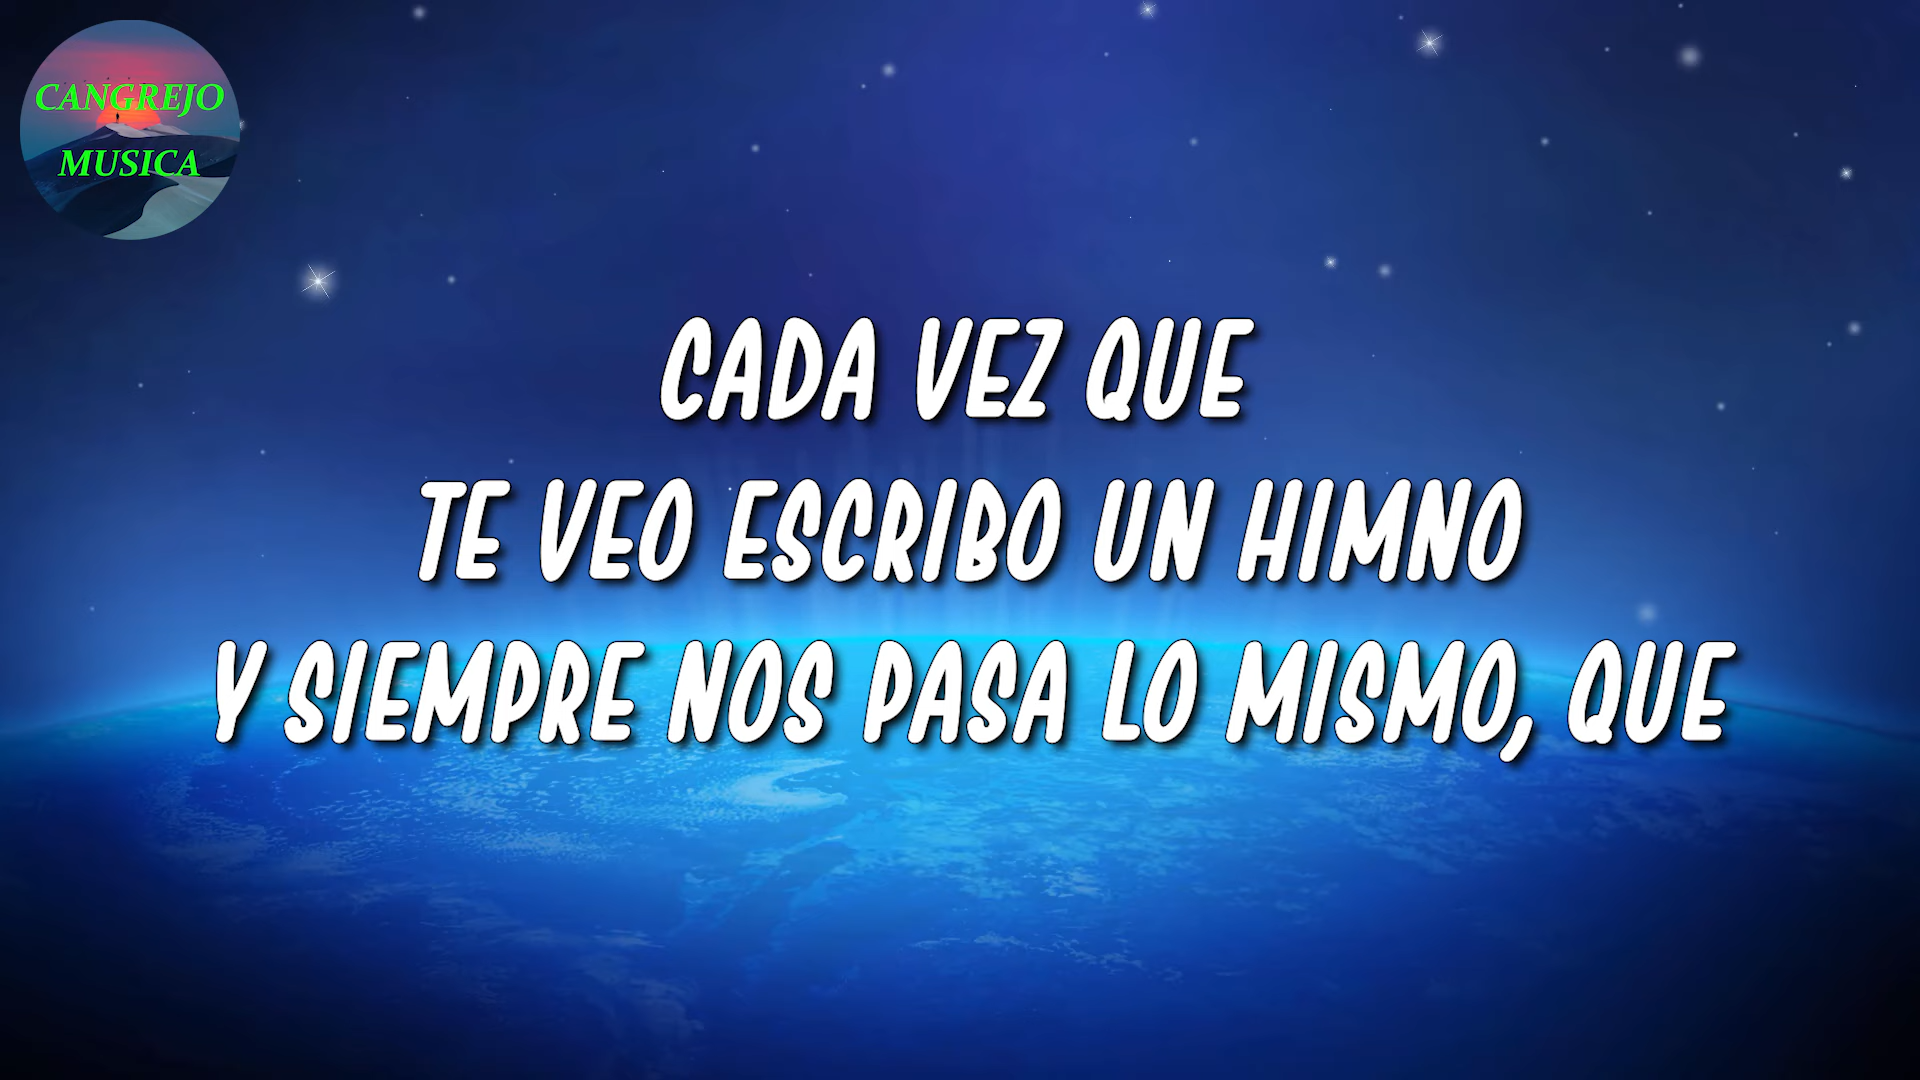 CANGREJO
MUSICA
CADA VEZ QUE
TE VEO ESCRIBO UN HIMNO
Y SIEMPRE NOS PASA LO MISMO, QUE